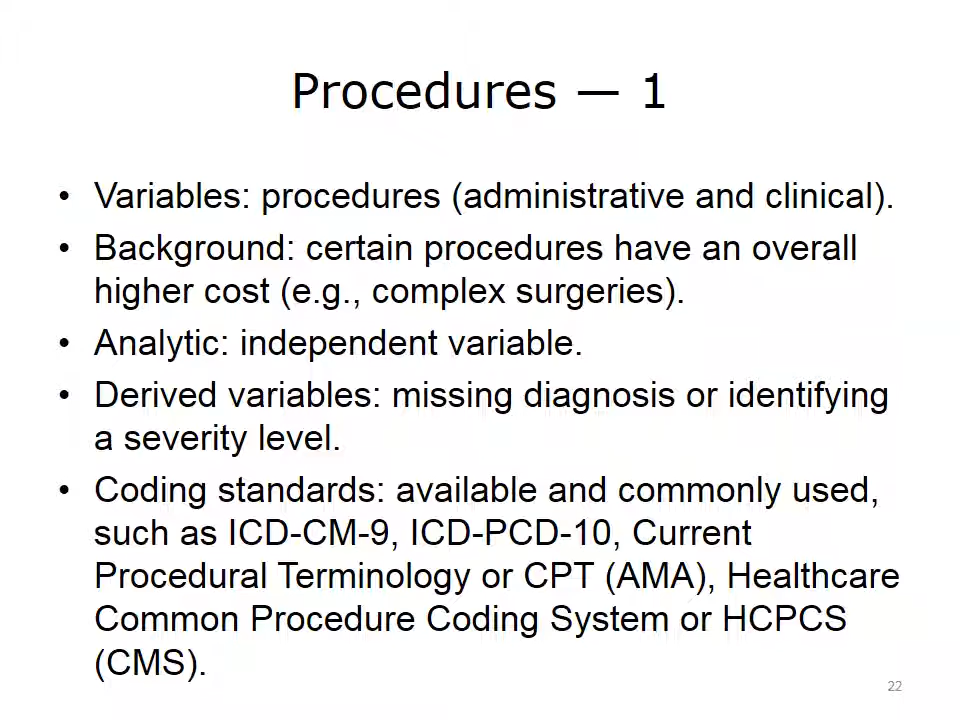 Procedures — 1
• Variables: procedures (administrative and clinical).
• Background: certain procedures have an overall
higher cost (e.g., complex surgeries).
• Analytic: independent variable.
• Derived variables: missing diagnosis or identifying
a severity level.
• Coding standards: available and commonly used,
such as ICD-CM-9, ICD-PCD-10, Current
Procedural Terminology or CPT (AMA), Healthcare
Common Procedure Coding System or HCPCS
(CMS).
22